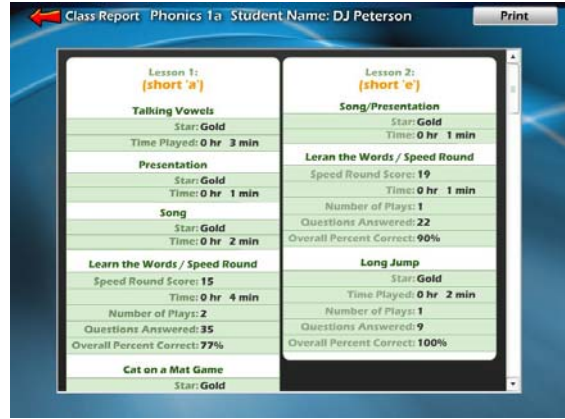 Class Report Phonics 1a Student Name: DJ Peterson
Print
Lesson 1:
(short 'a')
Talking Vowels
Star: Gold
Time Played: 0 hr 3 min
Presentation
Star: Gold
Time: 0 hr 1 min
Song
Star: Gold
Time: 0 hr 2 min
Learn the Words / Speed Round
Speed Round Score: 15
Time: 0 hr 4 min
Number of Plays: 2
Questions Answered: 35
Overall Percent Correct: 77%
Cat on a Mat Game
Star: Gold
Lesson 2:
(short 'e')
Song/Presentation
Star: Gold
Time: 0 hr 1 min
Leran the Words / Speed Round
Speed Round Score: 19
Time: 0 hr 1 min
Number of Plays: 1
Questions Answered: 22
Overall Percent Correct: 90%
Long Jump
Star: Gold
Time Played: 0 hr 2 min
Number of Plays: 1
Questions Answered: 9
Overall Percent Correct: 100%